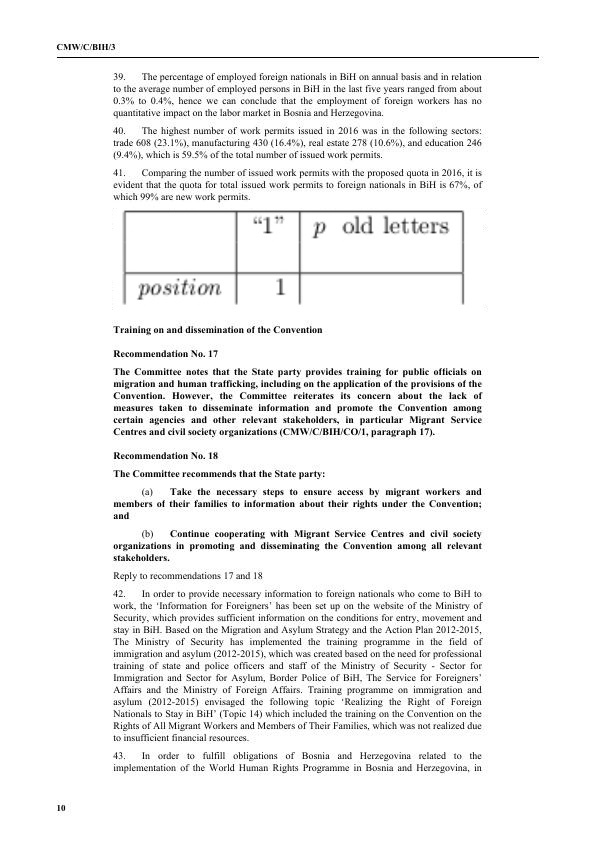 CMW/C/BIH/3
39. The percentage of employed foreign nationals in BiH on annual basis and in relation
to the average number of employed persons in BiH in the last five years ranged from about
0.3% to 0.4%, hence we can conclude that the employment of foreign workers has no
quantitative impact on the labor market in Bosnia and Herzegovina.
40. The highest number of work permits issued in 2016 was in the following sectors:
trade 608 (23.1%), manufacturing 430 (16.4%), real estate 278 (10.6%), and education 246
(9.4%), which is 59.5% of the total number of issued work permits.
41. Comparing the number of issued work permits with the proposed quota in 2016, it is
evident that the quota for total issued work permits to foreign nationals in BiH is 67%, of
which 99% are new work permits.
“1” p old letters
position 1
Training on and dissemination of the Convention
Recommendation No. 17
The Committee notes that the State party provides training for public officials on
migration and human trafficking, including on the application of the provisions of the
Convention. However, the Committee reiterates its concern about the lack of
measures taken to disseminate information and promote the Convention among
certain agencies and other relevant stakeholders, in particular Migrant Service
Centres and civil society organizations (CMW/C/BIH/CO/1, paragraph 17).
Recommendation No. 18
The Committee recommends that the State party:
(a) Take the necessary steps to ensure access by migrant workers and
members of their families to information about their rights under the Convention;
and
(b) Continue cooperating with Migrant Service Centres and civil society
organizations in promoting and disseminating the Convention among all relevant
stakeholders.
Reply to recommendations 17 and 18
42. In order to provide necessary information to foreign nationals who come to BiH to
work, the ‘Information for Foreigners’ has been set up on the website of the Ministry of
Security, which provides sufficient information on the conditions for entry, movement and
stay in BiH. Based on the Migration and Asylum Strategy and the Action Plan 2012-2015,
The Ministry of Security has implemented the training programme in the field of
immigration and asylum (2012-2015), which was created based on the need for professional
training of state and police officers and staff of the Ministry of Security - Sector for
Immigration and Sector for Asylum, Border Police of BiH, The Service for Foreigners’
Affairs and the Ministry of Foreign Affairs. Training programme on immigration and
asylum (2012-2015) envisaged the following topic ‘Realizing the Right of Foreign
Nationals to Stay in BiH’ (Topic 14) which included the training on the Convention on the
Rights of All Migrant Workers and Members of Their Families, which was not realized due
to insufficient financial resources.
43. In order to fulfill obligations of Bosnia and Herzegovina related to the
implementation of the World Human Rights Programme in Bosnia and Herzegovina, in
10